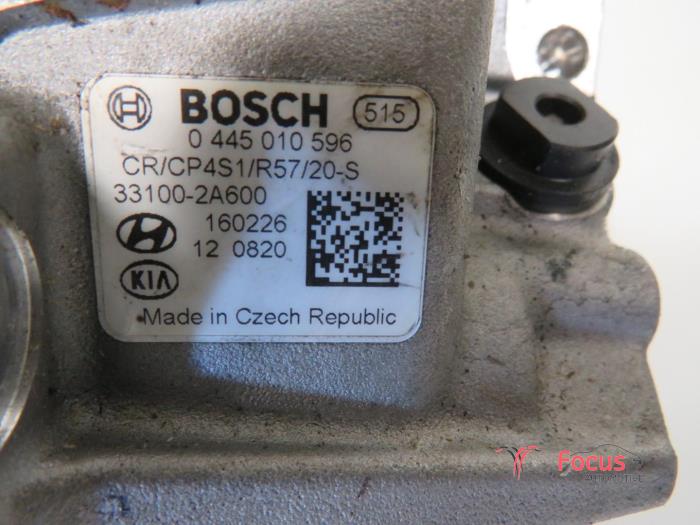 BOSCH 515
0 445 010 596
CR/CP4S1/R57/20-S
33100-2A600
160226
12 0820
KIA
Made in Czech Republic
Focus
AUTOMOTIVE